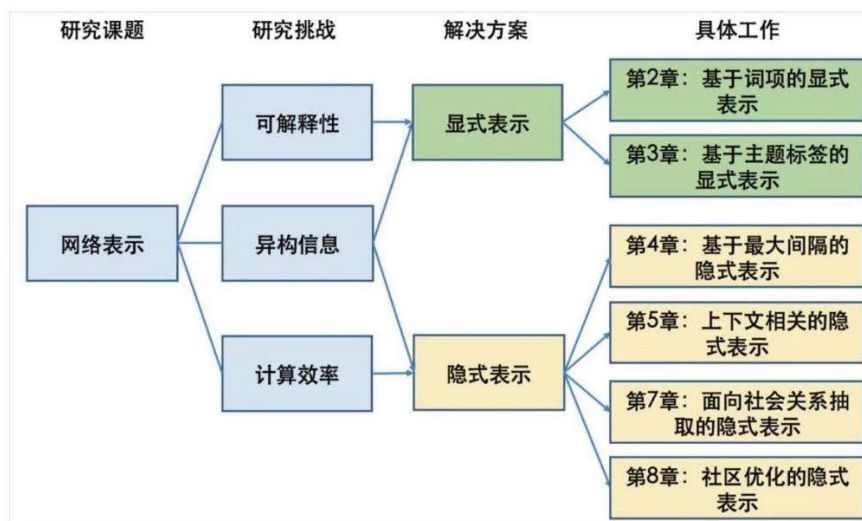 研究课题
研究挑战
解决方案
具体工作
网络表示
可解释性
异构信息
计算效率
显式表示
隐式表示
第2章：基于词项的显式
表示
第3章：基于主题标签的
显式表示
第4章：基于最大间隔的
隐式表示
第5章：上下文相关的隐
式表示
第7章：面向社会关系抽
取的隐式表示
第8章：社区优化的隐式
表示